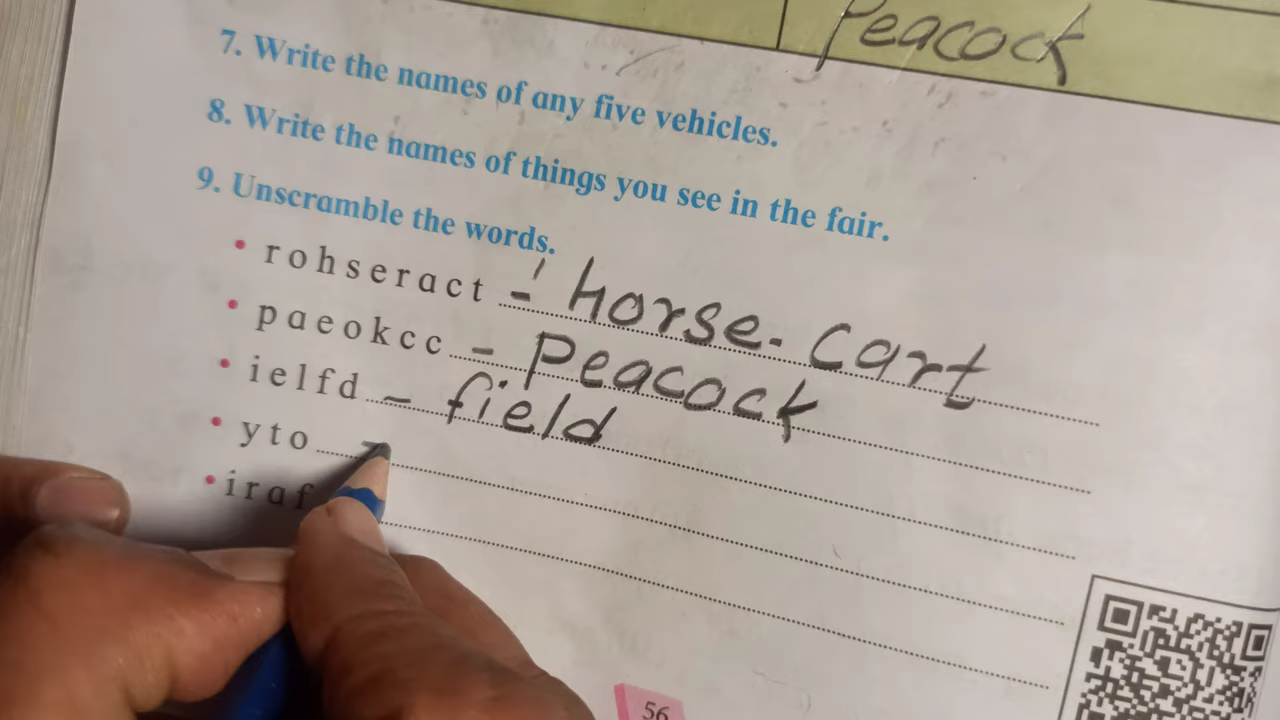 Peacock
7. Write the names of any five vehicles.
8. Write the names of things you see in the fair.
9. Unscramble the words.
• rohseract - horse-cart
• paeokcc - Peacock
• ielfd - field
• yto
• iraf
56